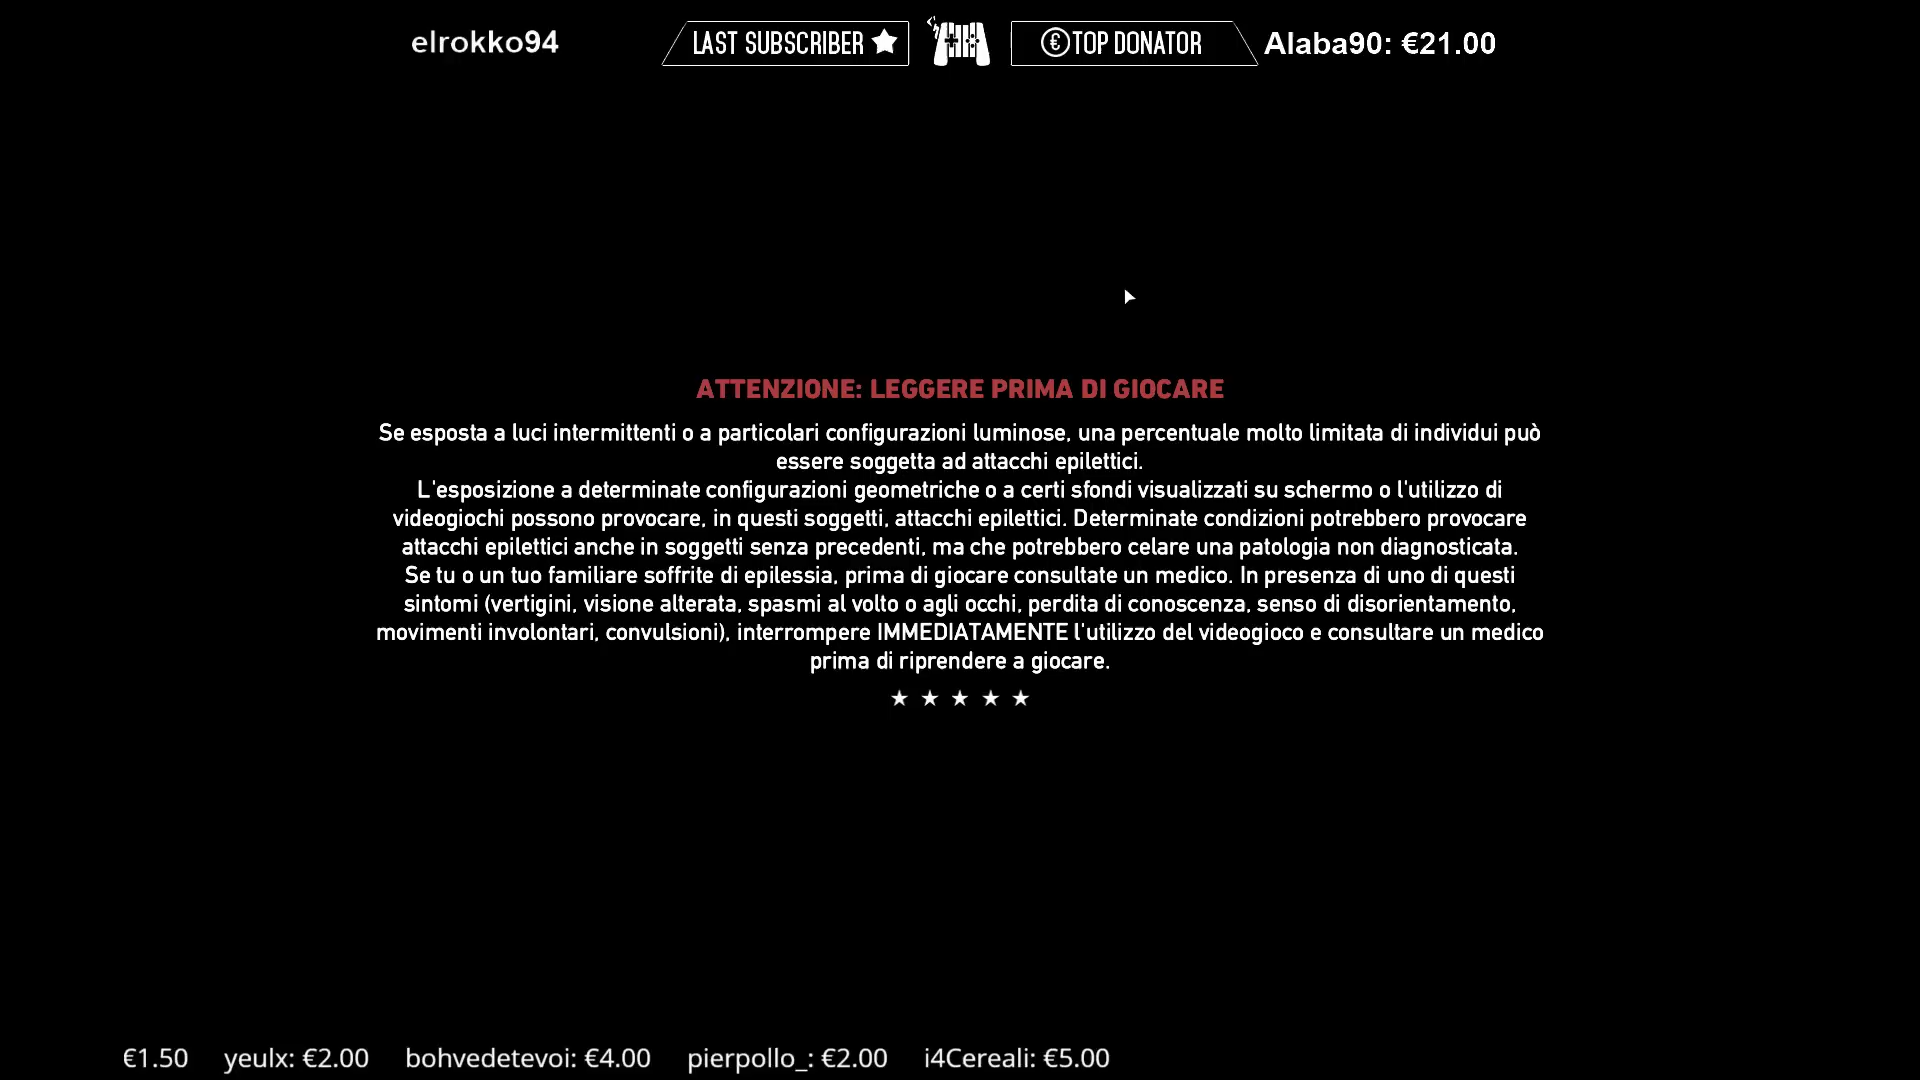 elrokko94
LAST SUBSCRIBER
TOP DONATOR
Alaba90: €21.00
ATTENZIONE: LEGGERE PRIMA DI GIOCARE
Se esposta a luci intermittenti o a particolari configurazioni luminose, una percentuale molto limitata di individui può
essere soggetta ad attacchi epilettici.
L'esposizione a determinate configurazioni geometriche o a certi sfondi visualizzati su schermo o l'utilizzo di
videogiochi possono provocare, in questi soggetti, attacchi epilettici. Determinate condizioni potrebbero provocare
attacchi epilettici anche in soggetti senza precedenti, ma che potrebbero celare una patologia non diagnosticata.
Se tu o un tuo familiare soffrite di epilessia, prima di giocare consultate un medico. In presenza di uno di questi
sintomi (vertigini, visione alterata, spasmi al volto o agli occhi, perdita di conoscenza, senso di disorientamento,
movimenti involontari, convulsioni), interrompere IMMEDIATAMENTE l'utilizzo del videogioco e consultare un medico
prima di riprendere a giocare.
★ ★ ★ ★ ★
€1.50 yeulx: €2.00 bohvedetevoi: €4.00 pierpollo_: €2.00 i4Cereali: €5.00